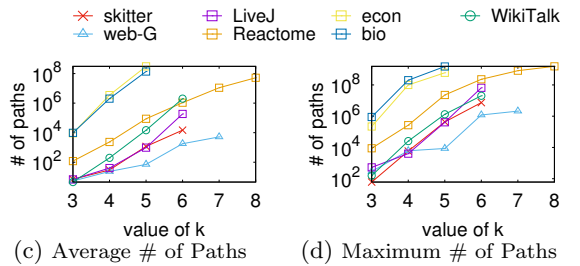 skitter LiveJ econ WikiTalk
web-G Reactome bio
10^8 10^6 10^4 10^2
# of paths
3 4 5 6 7 8
value of k
(c) Average # of Paths
10^8 10^6 10^4 10^2
# of paths
3 4 5 6 7 8
value of k
(d) Maximum # of Paths